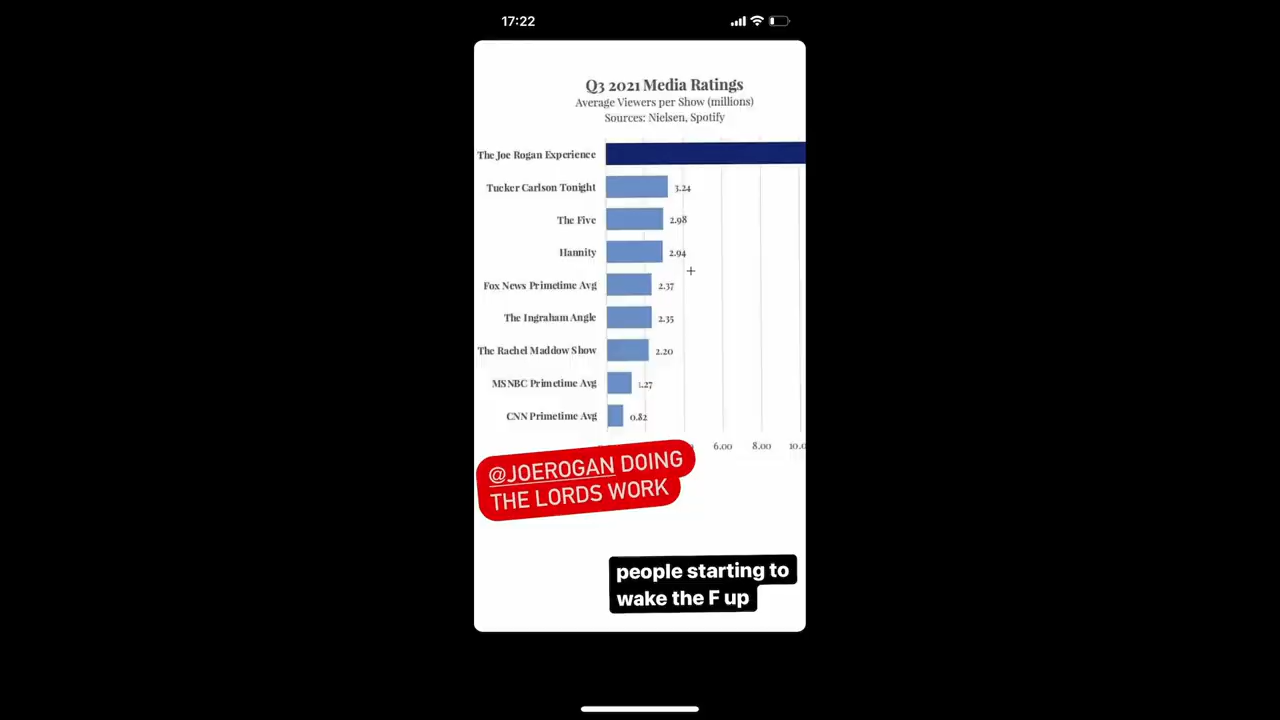 17:22
Q3 2021 Media Ratings
Average Viewers per Show (millions)
Sources: Nielsen, Spotify
The Joe Rogan Experience
Tucker Carlson Tonight 3.24
The Five 2.98
Hannity 2.94
Fox News Primetime Avg 2.37
The Ingraham Angle 2.35
The Rachel Maddow Show 2.20
MSNBC Primetime Avg 1.27
CNN Primetime Avg 0.82
6.00 8.00 10.0
@JOEROGAN DOING
THE LORDS WORK
people starting to
wake the F up